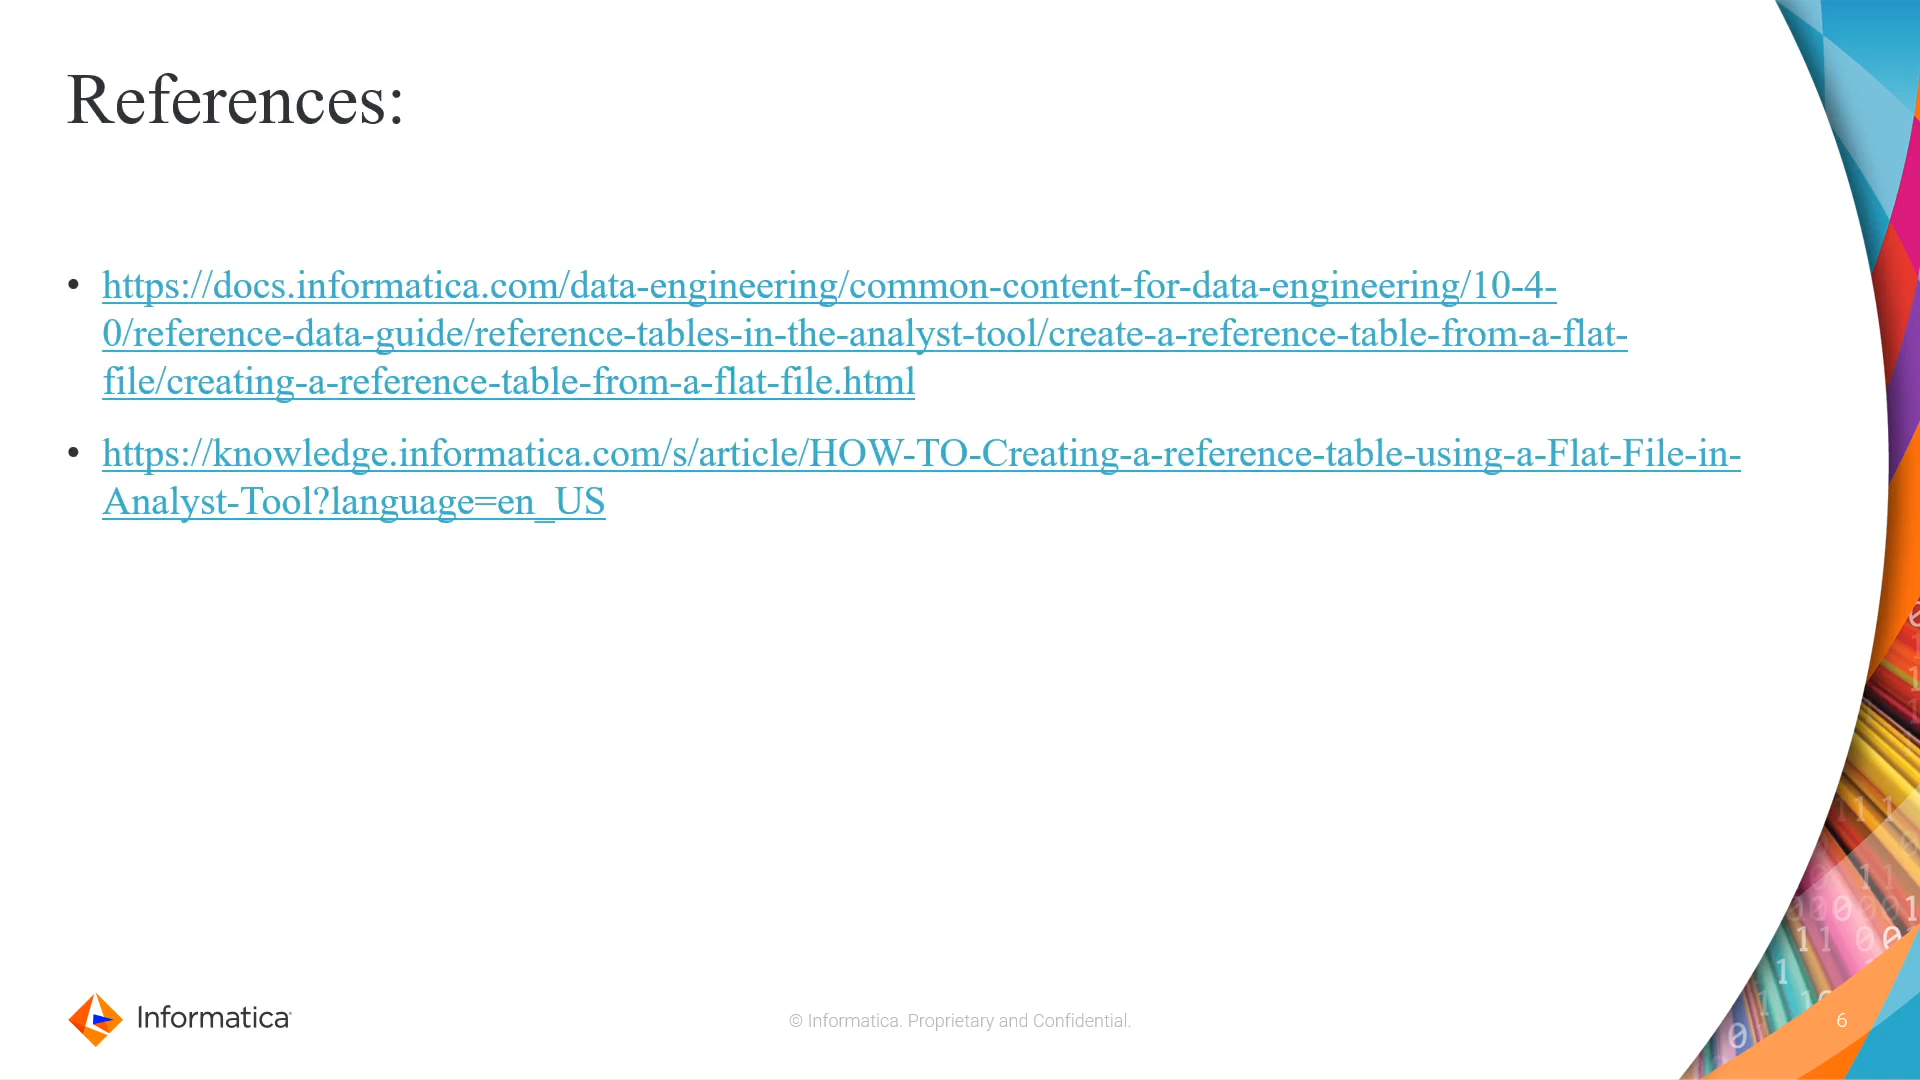 References:
• https://docs.informatica.com/data-engineering/common-content-for-data-engineering/10-4-
0/reference-data-guide/reference-tables-in-the-analyst-tool/create-a-reference-table-from-a-flat-
file/creating-a-reference-table-from-a-flat-file.html
• https://knowledge.informatica.com/s/article/HOW-TO-Creating-a-reference-table-using-a-Flat-File-in-
Analyst-Tool?language=en_US
Informatica
© Informatica. Proprietary and Confidential.
6